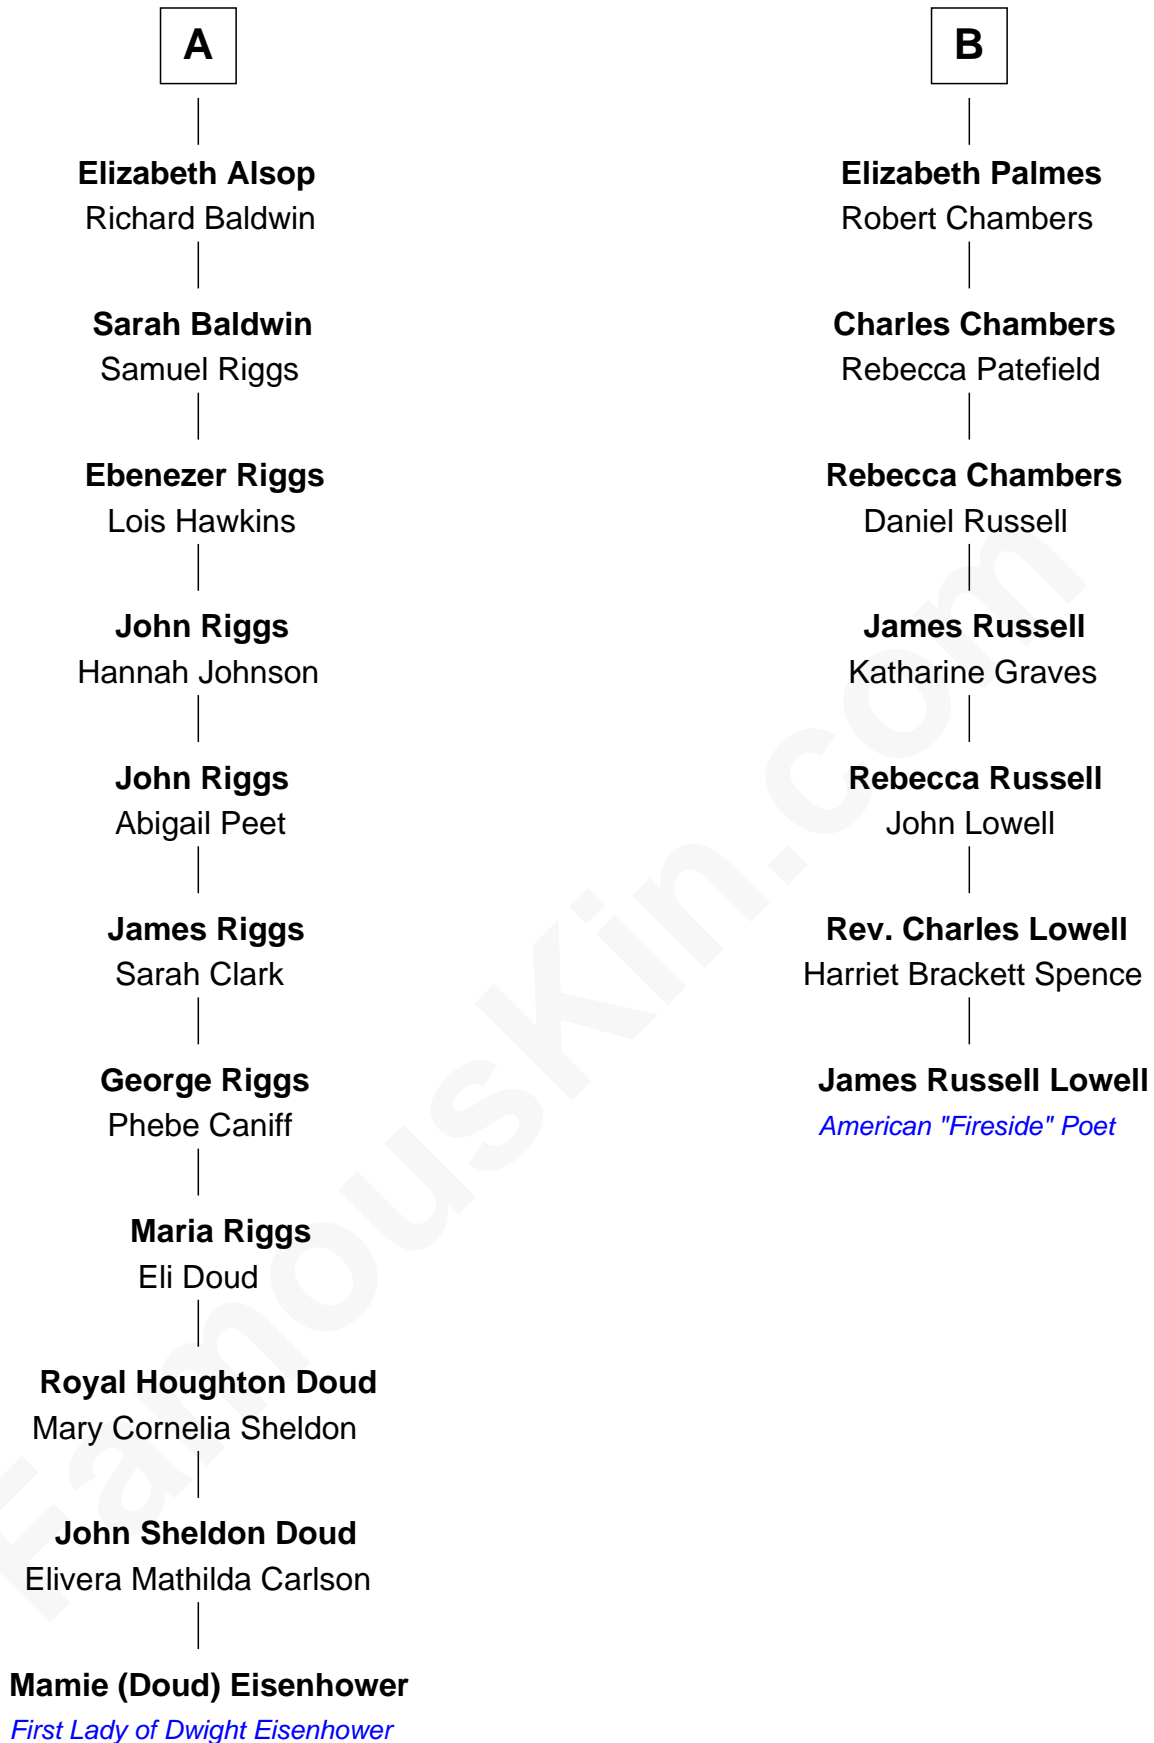 A
Elizabeth Alsop
Richard Baldwin
Sarah Baldwin
Samuel Riggs
Ebenezer Riggs
Lois Hawkins
John Riggs
Hannah Johnson
John Riggs
Abigail Peet
James Riggs
Sarah Clark
George Riggs
Phebe Caniff
Maria Riggs
Eli Doud
Royal Houghton Doud
Mary Cornelia Sheldon
John Sheldon Doud
Elivera Mathilda Carlson
Mamie (Doud) Eisenhower
First Lady of Dwight Eisenhower
B
Elizabeth Palmes
Robert Chambers
Charles Chambers
Rebecca Patefield
Rebecca Chambers
Daniel Russell
James Russell
Katharine Graves
Rebecca Russell
John Lowell
Rev. Charles Lowell
Harriet Brackett Spence
James Russell Lowell
American "Fireside" Poet
FamousKin.com